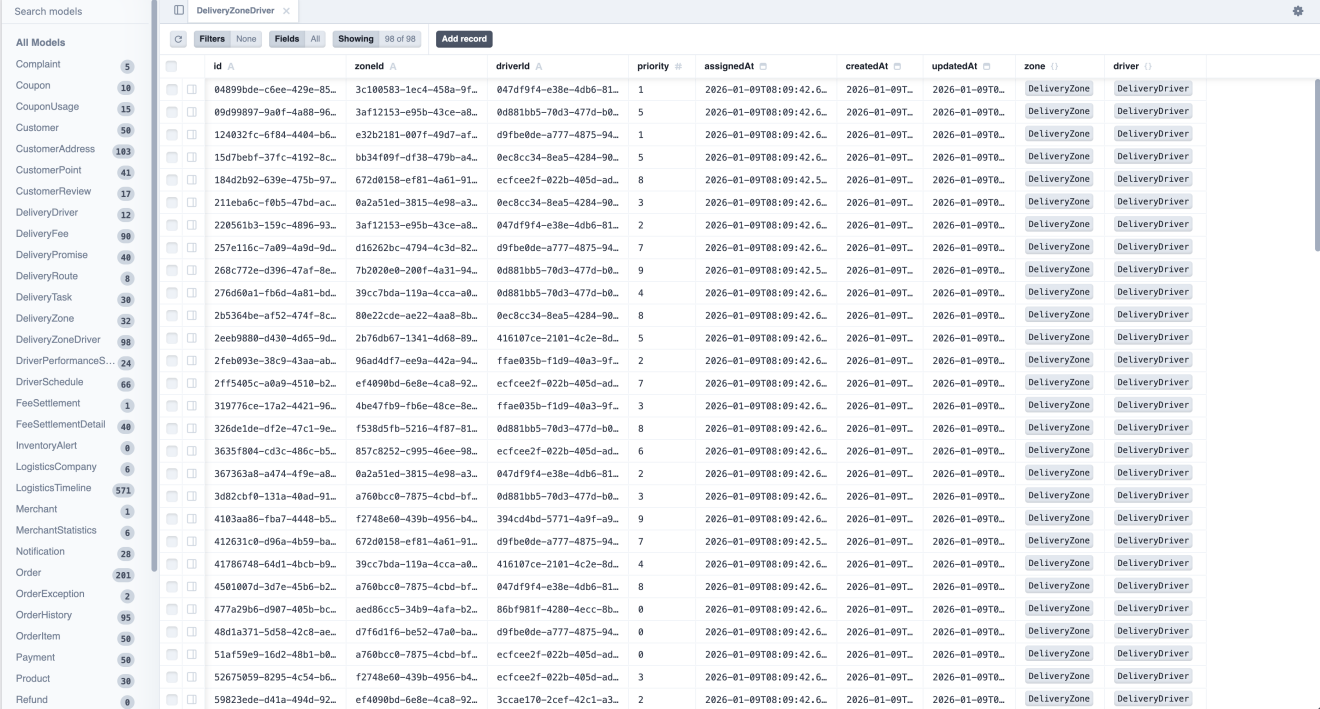 Search models
DeliveryZoneDriver
Filters None Fields All Showing 98 of 98 Add record
All Models
Complaint 5
Coupon 10
CouponUsage 15
Customer 50
CustomerAddress 103
CustomerPoint 41
CustomerReview 17
DeliveryDriver 12
DeliveryFee 90
DeliveryPromise 40
DeliveryRoute 8
DeliveryTask 30
DeliveryZone 32
DeliveryZoneDriver 98
DriverPerformanceS... 24
DriverSchedule 66
FeeSettlement 1
FeeSettlementDetail 40
InventoryAlert 0
LogisticsCompany 6
LogisticsTimeline 571
Merchant 1
MerchantStatistics 6
Notification 28
Order 201
OrderException 2
OrderHistory 95
OrderItem 50
Payment 50
Product 30
Refund 0
id A zoneId A driverId A priority # assignedAt createdAt updatedAt zone {} driver {}
04899bde-c6ee-429e-85… 3c100583-1ec4-458a-9f… 047df9f4-e38e-4db6-81… 1 2026-01-09T08:09:42.6… 2026-01-09T… 2026-01-09T0… DeliveryZone DeliveryDriver
09d99897-9a0f-4a88-96… 3af12153-e95b-43ce-a8… 0d881bb5-70d3-477d-b0… 5 2026-01-09T08:09:42.6… 2026-01-09T… 2026-01-09T0… DeliveryZone DeliveryDriver
124032fc-6f84-4404-b6… e32b2181-007f-49d7-af… d9fbe0de-a777-4875-94… 1 2026-01-09T08:09:42.6… 2026-01-09T… 2026-01-09T0… DeliveryZone DeliveryDriver
15d7bebf-37fc-4192-8c… bb34f09f-df38-479b-a4… 0ec8cc34-8ea5-4284-90… 5 2026-01-09T08:09:42.6… 2026-01-09T… 2026-01-09T0… DeliveryZone DeliveryDriver
184d2b92-639e-475b-97… 672d0158-ef81-4a61-91… ecfcee2f-022b-405d-ad… 8 2026-01-09T08:09:42.5… 2026-01-09T… 2026-01-09T0… DeliveryZone DeliveryDriver
211eba6c-f0b5-47bd-ac… 0a2a51ed-3815-4e98-a3… 0ec8cc34-8ea5-4284-90… 3 2026-01-09T08:09:42.6… 2026-01-09T… 2026-01-09T0… DeliveryZone DeliveryDriver
220561b3-159c-4896-93… 3af12153-e95b-43ce-a8… 047df9f4-e38e-4db6-81… 2 2026-01-09T08:09:42.6… 2026-01-09T… 2026-01-09T0… DeliveryZone DeliveryDriver
257e116c-7a09-4a9d-9d… d16262bc-4794-4c3d-82… d9fbe0de-a777-4875-94… 7 2026-01-09T08:09:42.6… 2026-01-09T… 2026-01-09T0… DeliveryZone DeliveryDriver
268c772e-d396-47af-8e… 7b2020e0-200f-4a31-94… 0d881bb5-70d3-477d-b0… 9 2026-01-09T08:09:42.5… 2026-01-09T… 2026-01-09T0… DeliveryZone DeliveryDriver
276d60a1-fb6d-4a81-bd… 39cc7bda-119a-4cca-a0… 0d881bb5-70d3-477d-b0… 4 2026-01-09T08:09:42.6… 2026-01-09T… 2026-01-09T0… DeliveryZone DeliveryDriver
2b5364be-af52-474f-8c… 80e22cde-ae22-4aa8-8b… 0ec8cc34-8ea5-4284-90… 8 2026-01-09T08:09:42.6… 2026-01-09T… 2026-01-09T0… DeliveryZone DeliveryDriver
2eeb9880-d430-4d65-9d… 2b76db67-1341-4d68-89… 416107ce-2101-4c2e-8d… 5 2026-01-09T08:09:42.6… 2026-01-09T… 2026-01-09T0… DeliveryZone DeliveryDriver
2feb093e-38c9-43aa-ab… 96ad4df7-ee9a-442a-94… ffae035b-f1d9-40a3-9f… 2 2026-01-09T08:09:42.6… 2026-01-09T… 2026-01-09T0… DeliveryZone DeliveryDriver
2ff5405c-a0a9-4510-b2… ef4090bd-6e8e-4ca8-92… ecfcee2f-022b-405d-ad… 7 2026-01-09T08:09:42.6… 2026-01-09T… 2026-01-09T0… DeliveryZone DeliveryDriver
319776ce-17a2-4421-96… 4be47fb9-fb6e-48ce-8e… ffae035b-f1d9-40a3-9f… 3 2026-01-09T08:09:42.6… 2026-01-09T… 2026-01-09T0… DeliveryZone DeliveryDriver
326de1de-df2e-47c1-9e… f538d5fb-5216-4f87-81… 0d881bb5-70d3-477d-b0… 8 2026-01-09T08:09:42.6… 2026-01-09T… 2026-01-09T0… DeliveryZone DeliveryDriver
3635f804-cd3c-486c-b5… 857c8252-c995-46ee-98… ecfcee2f-022b-405d-ad… 6 2026-01-09T08:09:42.6… 2026-01-09T… 2026-01-09T0… DeliveryZone DeliveryDriver
367363a8-a474-4f9e-a8… 0a2a51ed-3815-4e98-a3… 047df9f4-e38e-4db6-81… 2 2026-01-09T08:09:42.6… 2026-01-09T… 2026-01-09T0… DeliveryZone DeliveryDriver
3d82cbf0-131a-40ad-91… a760bcc0-7875-4cbd-bf… 0d881bb5-70d3-477d-b0… 3 2026-01-09T08:09:42.6… 2026-01-09T… 2026-01-09T0… DeliveryZone DeliveryDriver
4103aa86-fba7-4448-b5… f2748e60-439b-4956-b4… 394cd4bd-5771-4a9f-a9… 9 2026-01-09T08:09:42.6… 2026-01-09T… 2026-01-09T0… DeliveryZone DeliveryDriver
412631c0-d96a-4b59-ba… 672d0158-ef81-4a61-91… d9fbe0de-a777-4875-94… 7 2026-01-09T08:09:42.5… 2026-01-09T… 2026-01-09T0… DeliveryZone DeliveryDriver
41786748-64d1-4bcb-b9… 39cc7bda-119a-4cca-a0… 416107ce-2101-4c2e-8d… 4 2026-01-09T08:09:42.6… 2026-01-09T… 2026-01-09T0… DeliveryZone DeliveryDriver
4501007d-3d7e-45b6-b2… a760bcc0-7875-4cbd-bf… 047df9f4-e38e-4db6-81… 8 2026-01-09T08:09:42.6… 2026-01-09T… 2026-01-09T0… DeliveryZone DeliveryDriver
477a29b6-d907-405b-bc… aed86cc5-34b9-4afa-b2… 86bf981f-4280-4ecc-8b… 0 2026-01-09T08:09:42.6… 2026-01-09T… 2026-01-09T0… DeliveryZone DeliveryDriver
48d1a371-5d58-42c8-ae… d7f6d1f6-be52-47a0-ba… d9fbe0de-a777-4875-94… 0 2026-01-09T08:09:42.6… 2026-01-09T… 2026-01-09T0… DeliveryZone DeliveryDriver
51af59e9-16d2-48b1-b0… a760bcc0-7875-4cbd-bf… ecfcee2f-022b-405d-ad… 0 2026-01-09T08:09:42.6… 2026-01-09T… 2026-01-09T0… DeliveryZone DeliveryDriver
52675059-8295-4c54-b6… f2748e60-439b-4956-b4… ecfcee2f-022b-405d-ad… 3 2026-01-09T08:09:42.6… 2026-01-09T… 2026-01-09T0… DeliveryZone DeliveryDriver
59823ede-d41a-494d-92… ef4090bd-6e8e-4ca8-92… 3ccae170-2cef-42c1-a3… 2 2026-01-09T08:09:42.6… 2026-01-09T… 2026-01-09T0… DeliveryZone DeliveryDriver